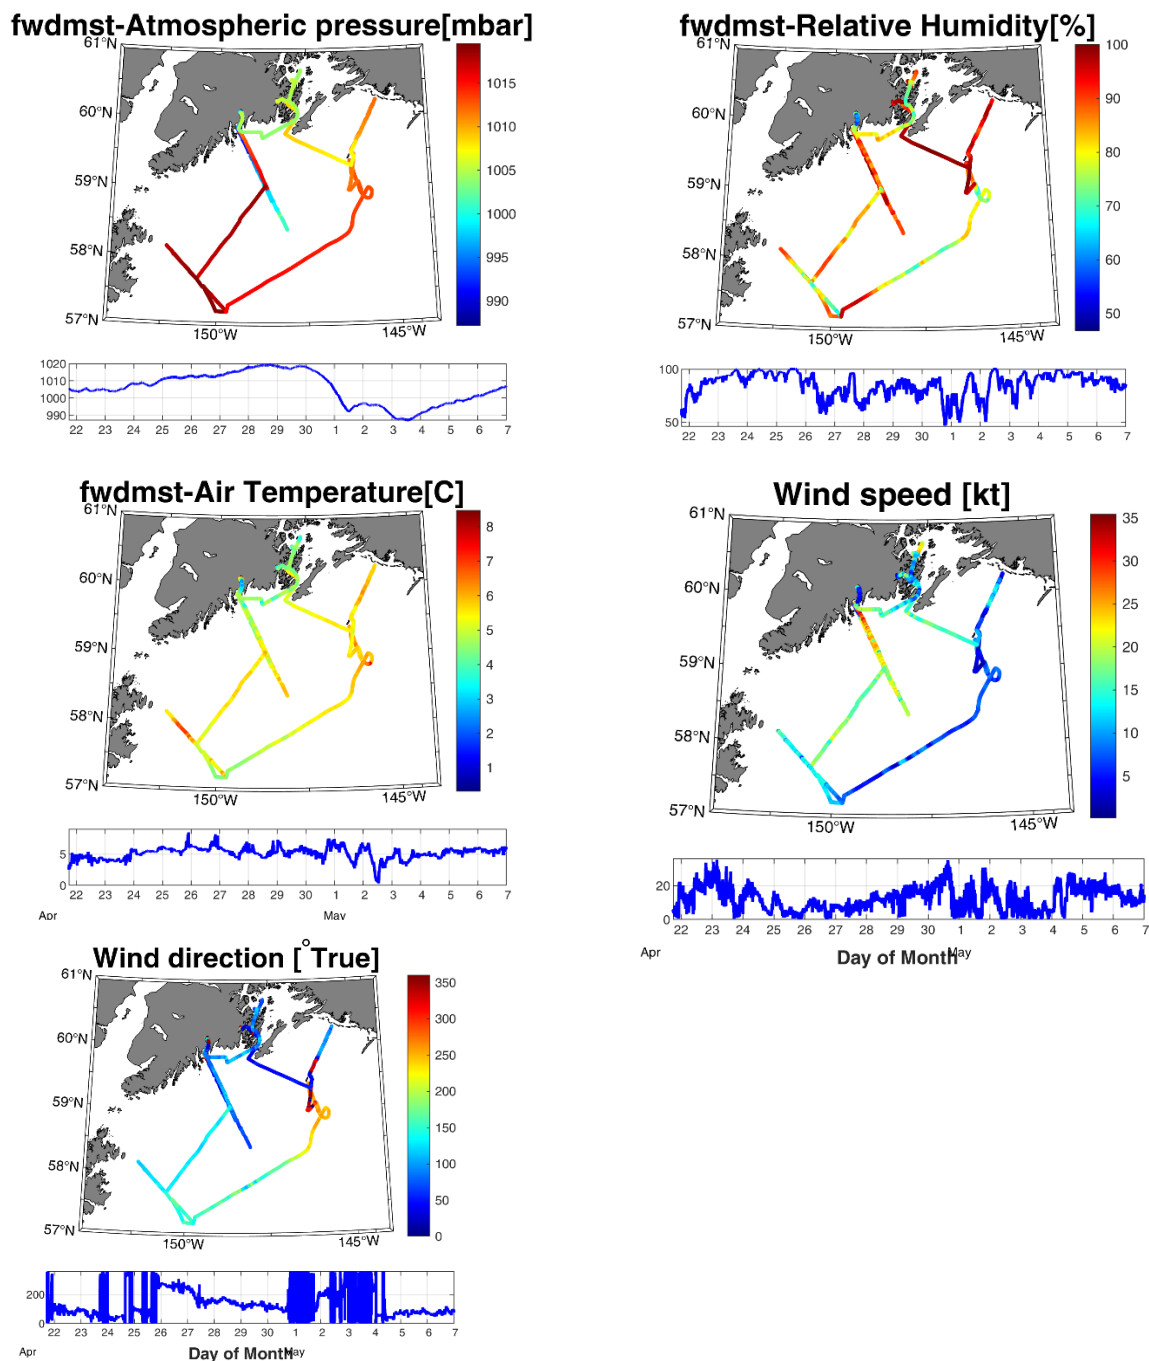 fwdmst-Atmospheric pressure[mbar]
61°N
60°N
59°N
58°N
57°N
150°W
145°W
1015
1010
1005
1000
995
990
1020
1010
1000
990
22 23 24 25 26 27 28 29 30 1 2 3 4 5 6 7
fwdmst-Relative Humidity[%]
61°N
60°N
59°N
58°N
57°N
150°W
145°W
100
90
80
70
60
50
100
50
22 23 24 25 26 27 28 29 30 1 2 3 4 5 6 7
fwdmst-Air Temperature[C]
61°N
60°N
59°N
58°N
57°N
150°W
145°W
8
7
6
5
4
3
2
1
5
0
22 23 24 25 26 27 28 29 30 1 2 3 4 5 6 7
Apr May
Wind speed [kt]
61°N
60°N
59°N
58°N
57°N
150°W
145°W
35
30
25
20
15
10
5
20
0
22 23 24 25 26 27 28 29 30 1 2 3 4 5 6 7
Apr May
Day of Month
Wind direction [°True]
61°N
60°N
59°N
58°N
57°N
150°W
145°W
350
300
250
200
150
100
50
0
200
0
22 23 24 25 26 27 28 29 30 1 2 3 4 5 6 7
Apr May
Day of Month